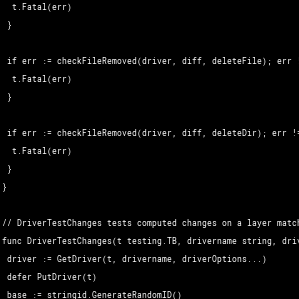 t.Fatal(err)
}
if err := checkFileRemoved(driver, diff, deleteFile); err
t.Fatal(err)
}
if err := checkFileRemoved(driver, diff, deleteDir); err !=
t.Fatal(err)
}
}
// DriverTestChanges tests computed changes on a layer match
func DriverTestChanges(t testing.TB, drivername string, driv
driver := GetDriver(t, drivername, driverOptions...)
defer PutDriver(t)
base := stringid.GenerateRandomID()